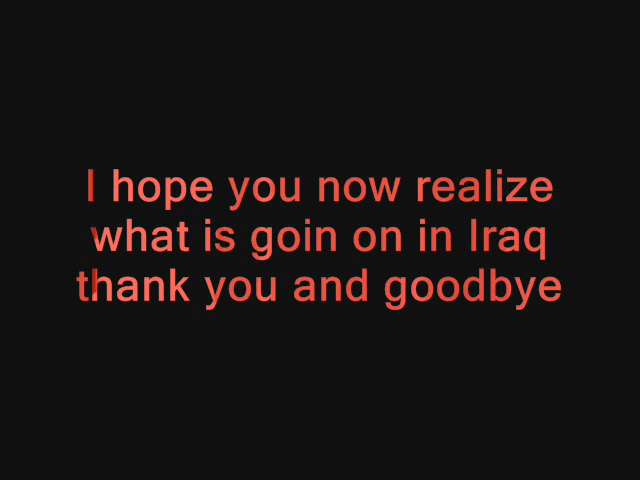 I hope you now realize
what is goin on in Iraq
thank you and goodbye